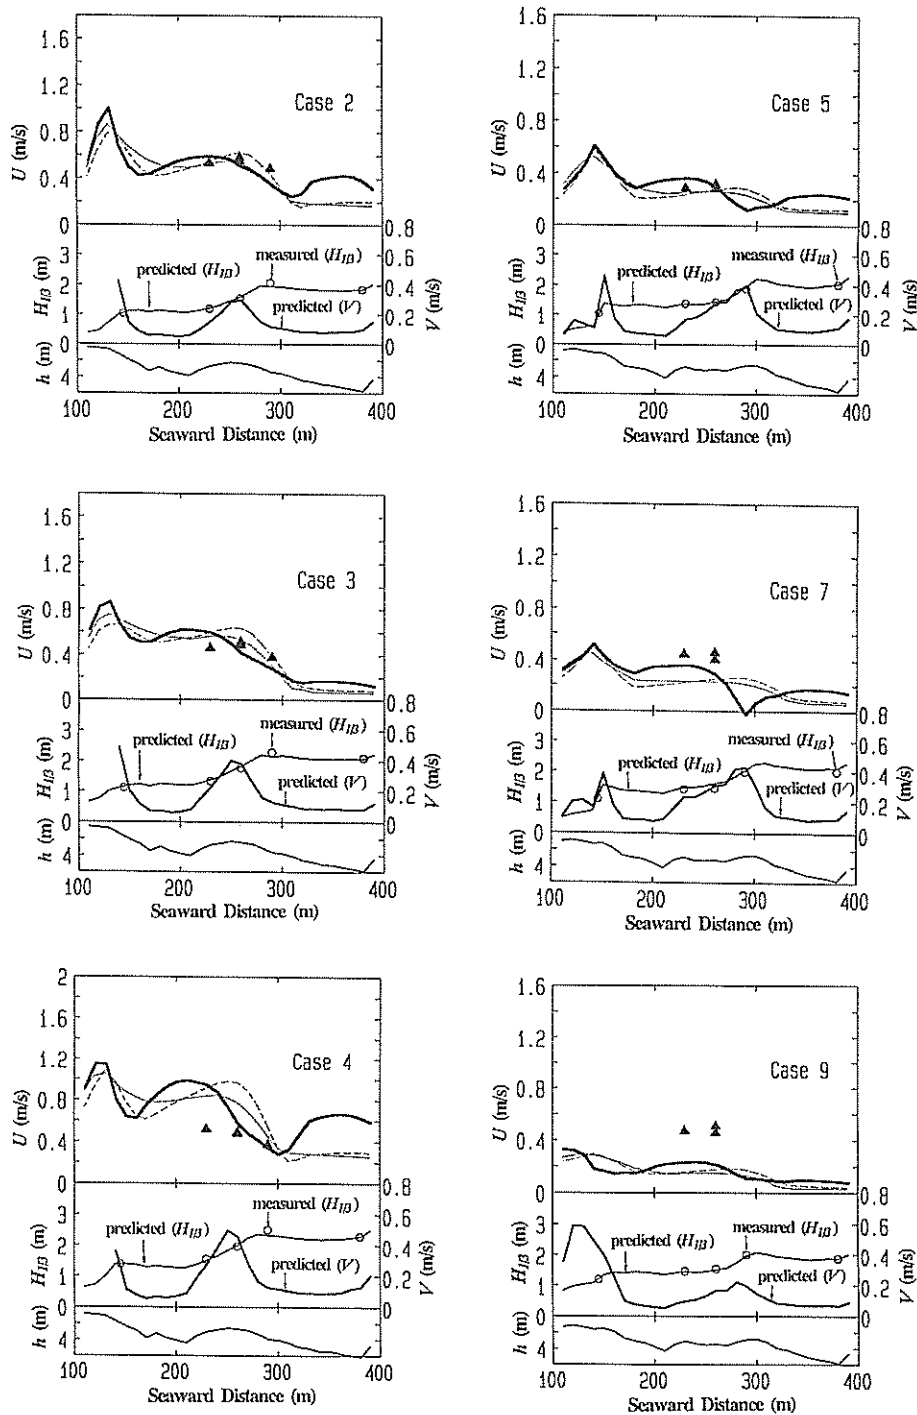 1.6
1.2
0.8
0.4
0
U (m/s)
Case 2
0.8
0.6
0.4
0.2
0
V (m/s)
3
2
1
0
H1/3 (m)
predicted (H1/3)
measured (H1/3)
predicted (V)
4
h (m)
100 200 300 400
Seaward Distance (m)
1.6
1.2
0.8
0.4
0
U (m/s)
Case 5
0.8
0.6
0.4
0.2
0
V (m/s)
3
2
1
0
H1/3 (m)
predicted (H1/3)
measured (H1/3)
predicted (V)
4
h (m)
100 200 300 400
Seaward Distance (m)
1.6
1.2
0.8
0.4
0
U (m/s)
Case 3
0.8
0.6
0.4
0.2
0
V (m/s)
3
2
1
0
H1/3 (m)
predicted (H1/3)
measured (H1/3)
predicted (V)
4
h (m)
100 200 300 400
Seaward Distance (m)
1.6
1.2
0.8
0.4
0
U (m/s)
Case 7
0.8
0.6
0.4
0.2
0
V (m/s)
3
2
1
0
H1/3 (m)
predicted (H1/3)
measured (H1/3)
predicted (V)
4
h (m)
100 200 300 400
Seaward Distance (m)
2
1.6
1.2
0.8
0.4
0
U (m/s)
Case 4
0.8
0.6
0.4
0.2
0
V (m/s)
3
2
1
0
H1/3 (m)
predicted (H1/3)
measured (H1/3)
predicted (V)
4
h (m)
100 200 300 400
Seaward Distance (m)
1.6
1.2
0.8
0.4
0
U (m/s)
Case 9
0.8
0.6
0.4
0.2
0
V (m/s)
3
2
1
0
H1/3 (m)
predicted (H1/3)
measured (H1/3)
predicted (V)
4
h (m)
100 200 300 400
Seaward Distance (m)